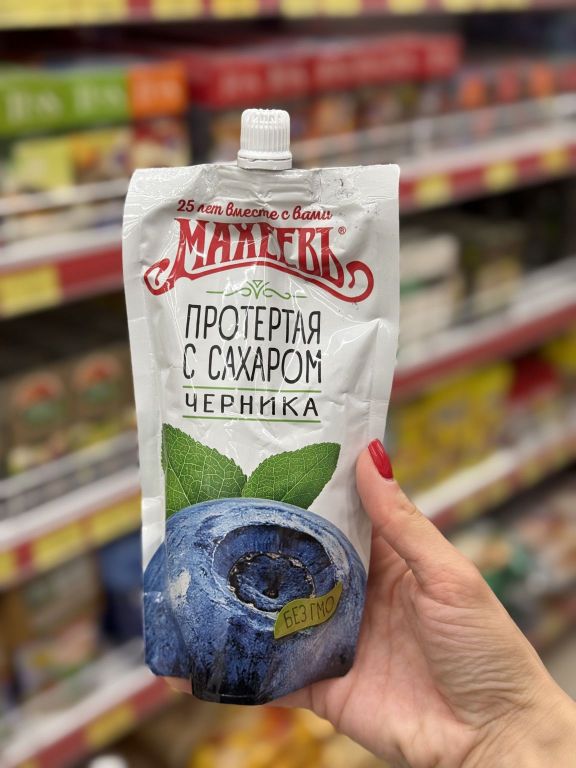 25 лет вместе с вами
МАХЕЕВЪ®
ПРОТЕРТАЯ
С САХАРОМ
ЧЕРНИКА
БЕЗ ГМО